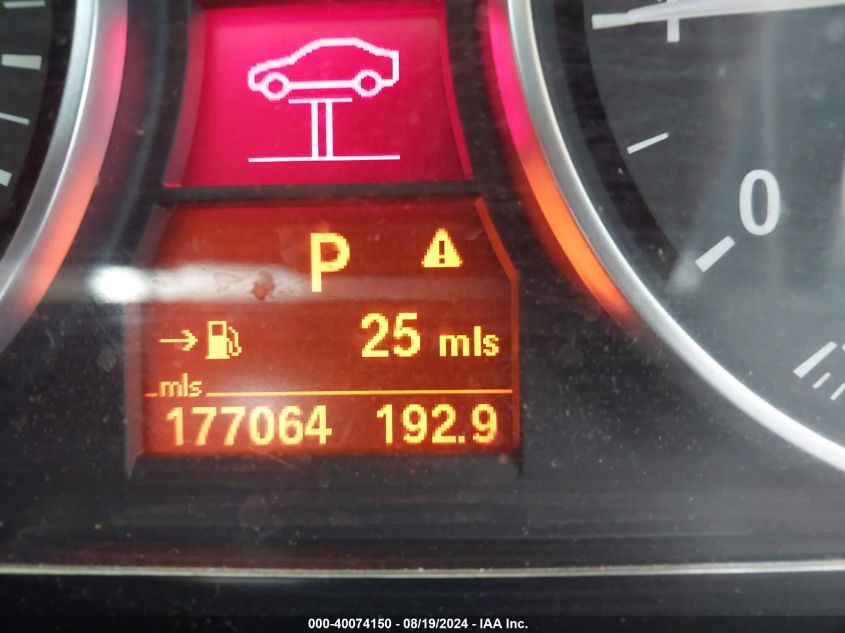 0
P
25 mls
mls
177064 192.9
000-40074150 - 08/19/2024 - IAA Inc.